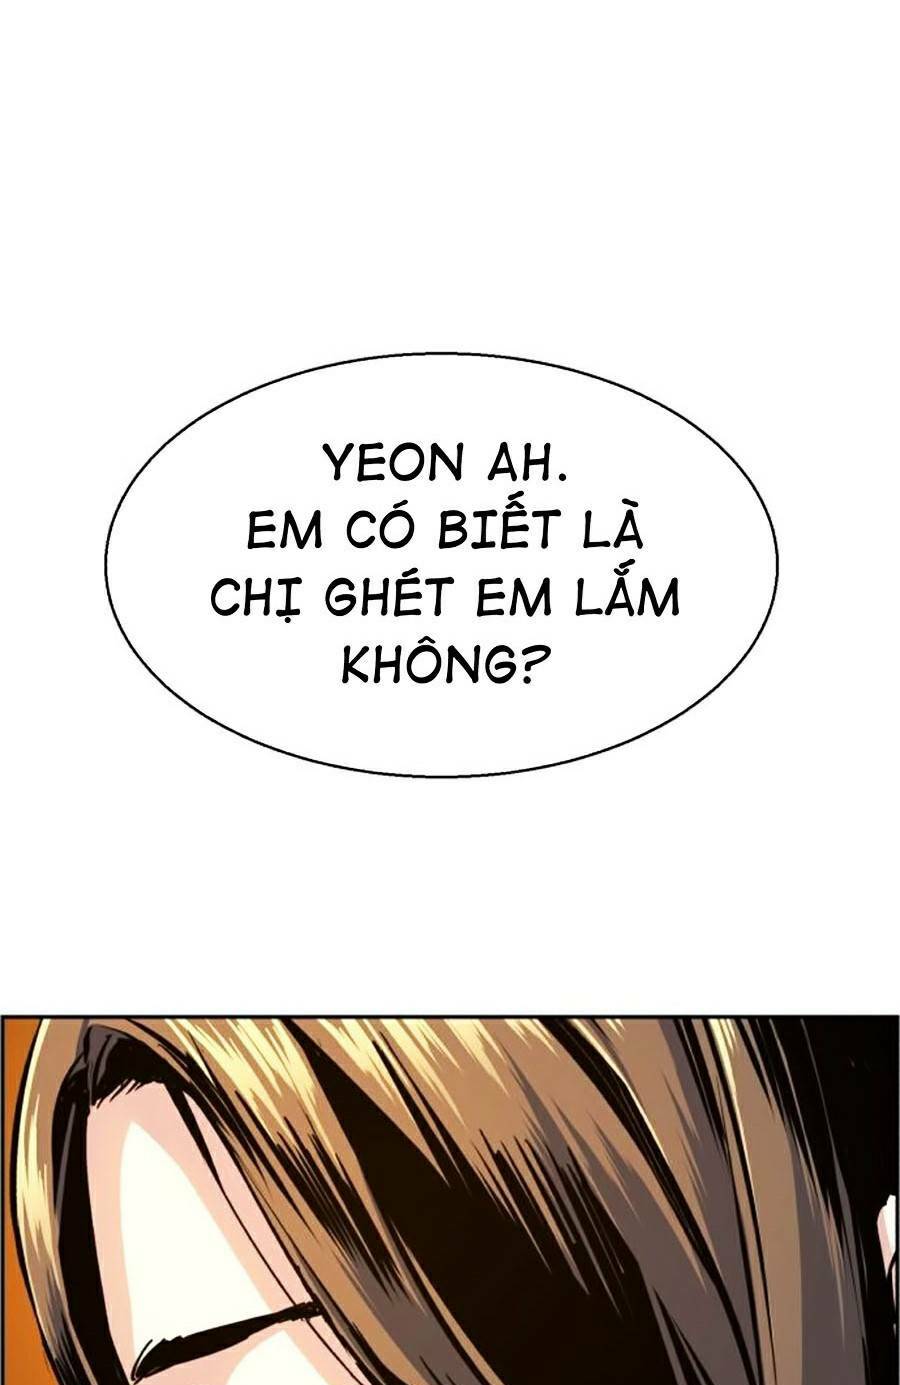 YEON AH.
EM CÓ BIẾT LÀ
CHỊ GHÉT EM LẮM
KHÔNG?